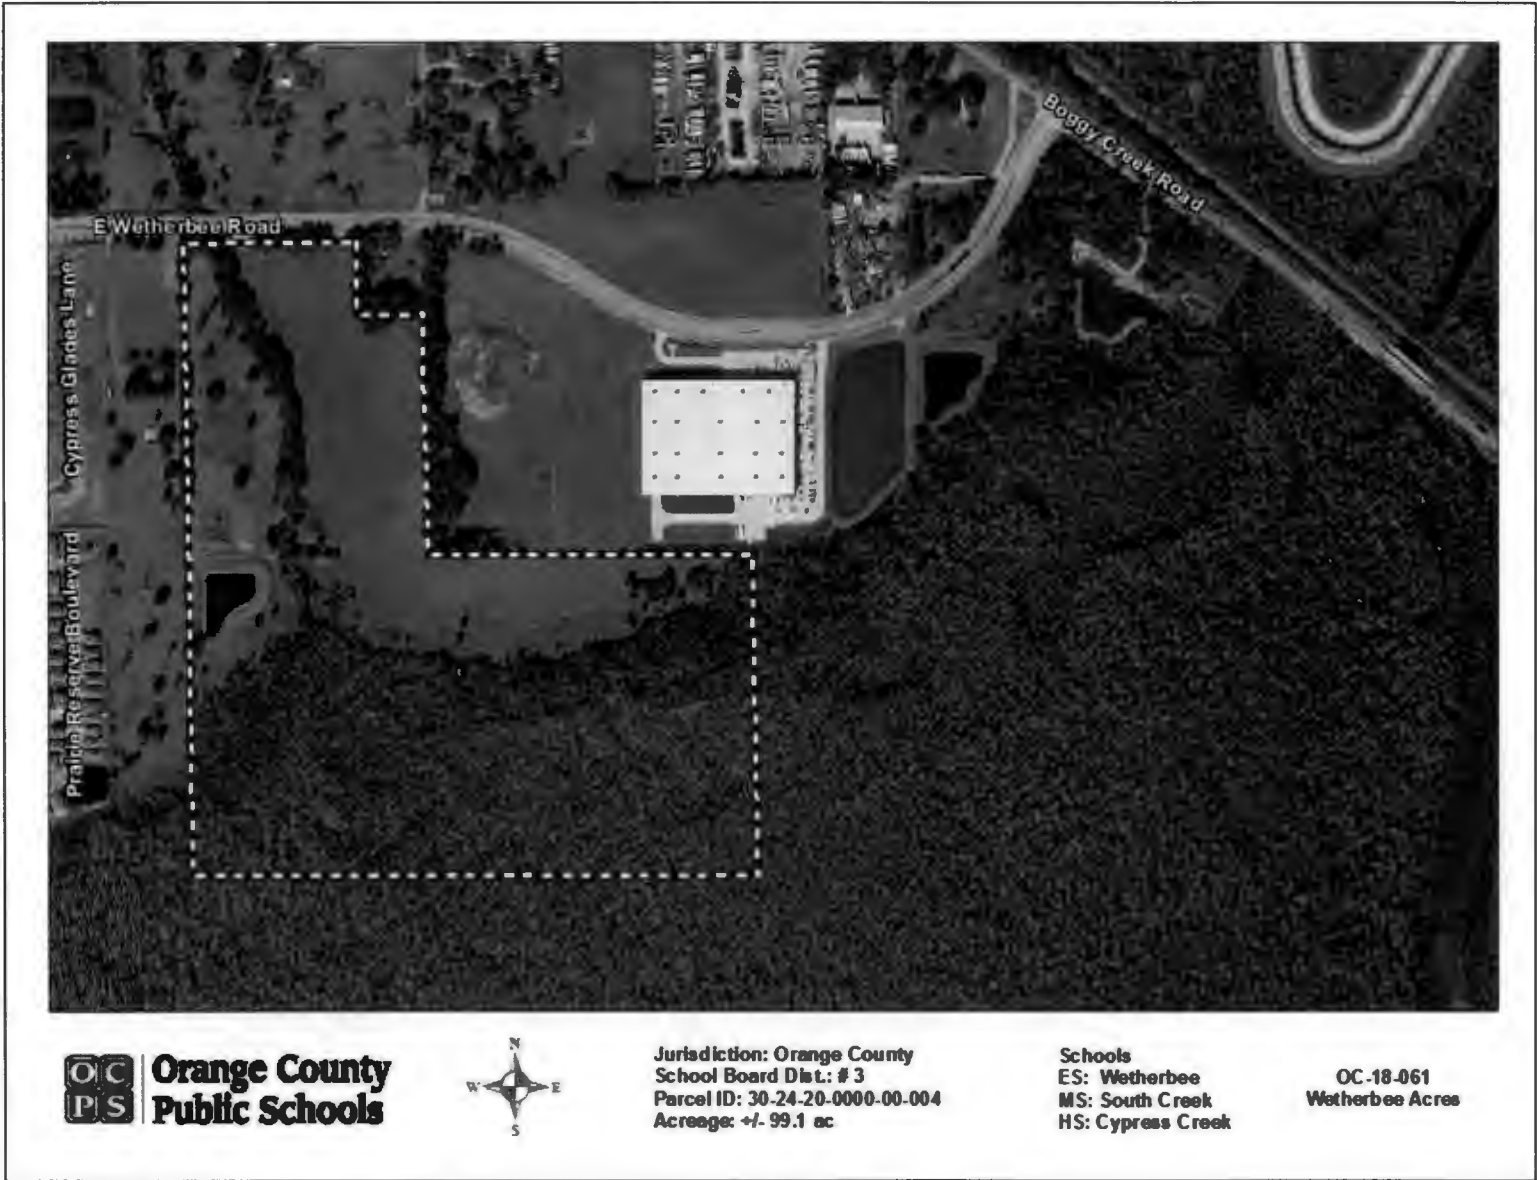 Boggy Creek Road
E Wetherbee Road
Cypress Glades Lane
Prairie Reserve Boulevard
OC
PS
Orange County
Public Schools
N
W E
S
Jurisdiction: Orange County
School Board Dist.: # 3
Parcel ID: 30-24-20-0000-00-004
Acreage: +/- 99.1 ac
Schools
ES: Wetherbee
MS: South Creek
HS: Cypress Creek
OC-18-061
Wetherbee Acres